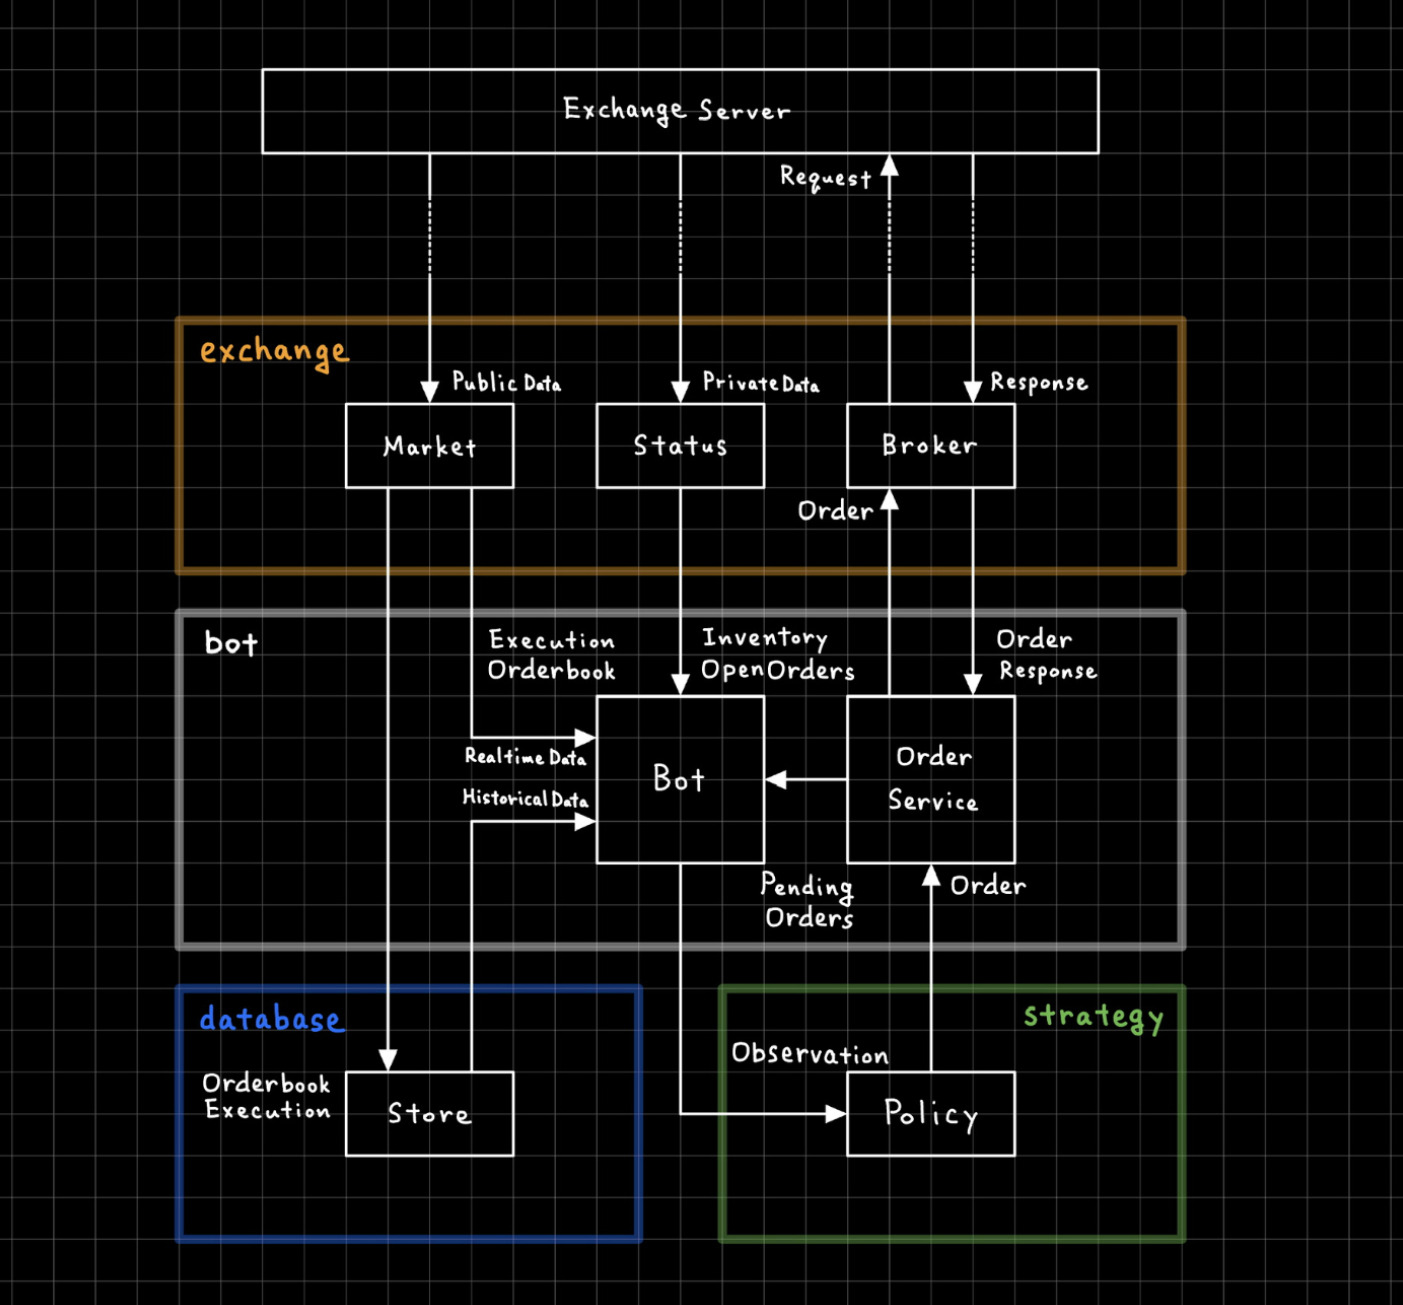 Exchange Server
Request
exchange
Public Data
Private Data
Response
Market
Status
Broker
Order
bot
Execution
Orderbook
Inventory
OpenOrders
Order
Response
Realtime Data
Historical Data
Bot
Order
Service
Pending
Orders
Order
database
strategy
Orderbook
Execution
Store
Observation
Policy